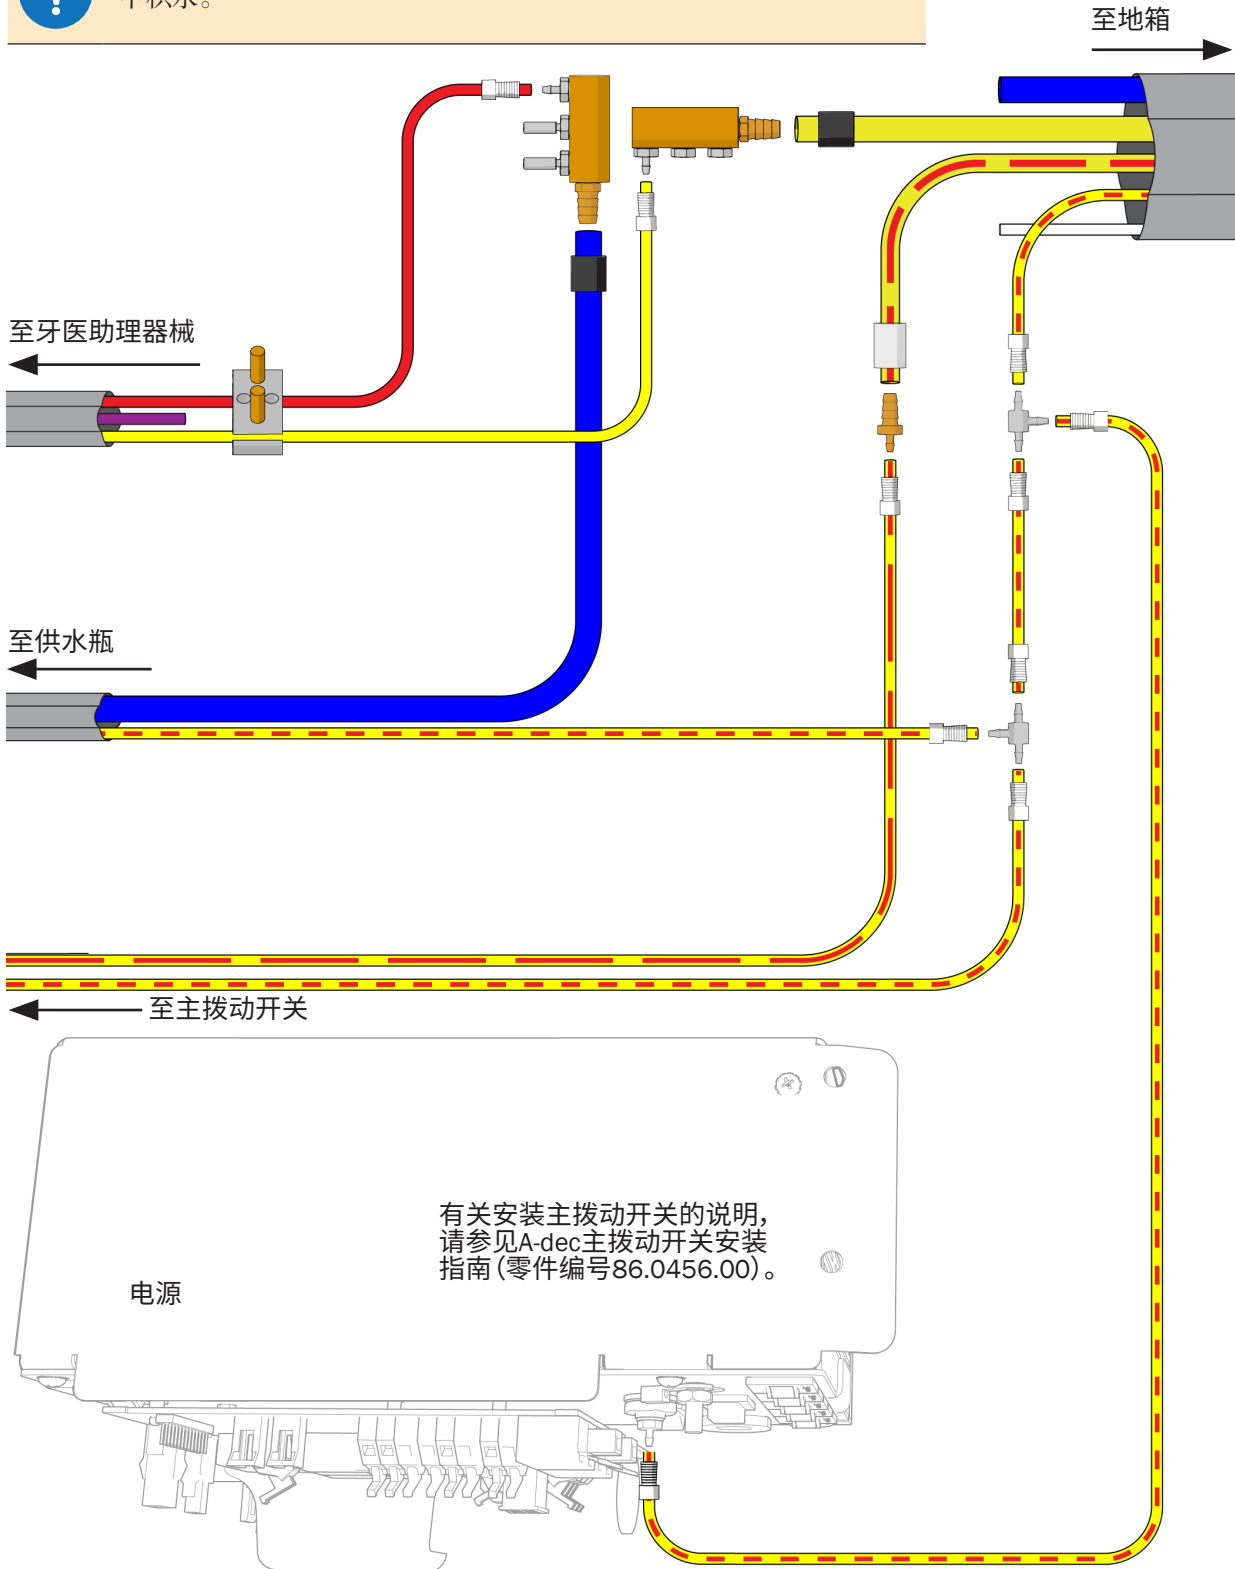 积水。
至地箱
至牙医助理器械
至供水瓶
至主拨动开关
有关安装主拨动开关的说明，
请参见A-dec主拨动开关安装
指南（零件编号86.0456.00）。
电源